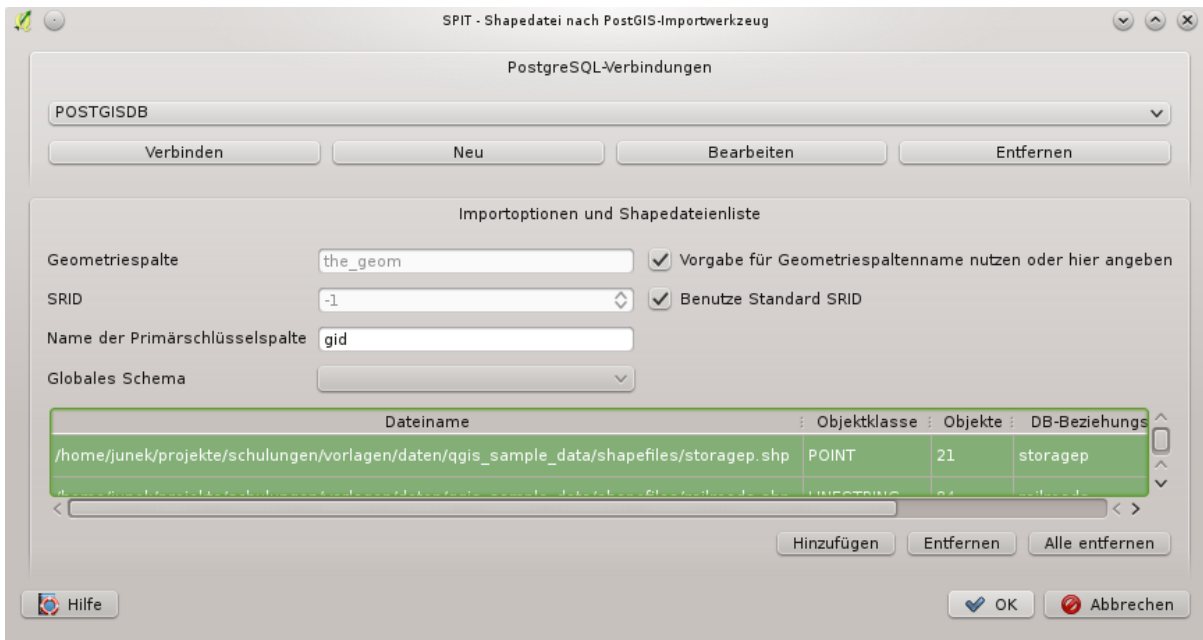 SPIT - Shapedatei nach PostGIS-Importwerkzeug
PostgreSQL-Verbindungen
POSTGISDB
Verbinden Neu Bearbeiten Entfernen
Importoptionen und Shapedateienliste
Geometriespalte the_geom Vorgabe für Geometriespaltenname nutzen oder hier angeben
SRID -1 Benutze Standard SRID
Name der Primärschlüsselspalte gid
Globales Schema
Dateiname Objektklasse Objekte DB-Beziehungs
/home/junek/projekte/schulungen/vorlagen/daten/qgis_sample_data/shapefiles/storagep.shp POINT 21 storagep
Hinzufügen Entfernen Alle entfernen
Hilfe OK Abbrechen